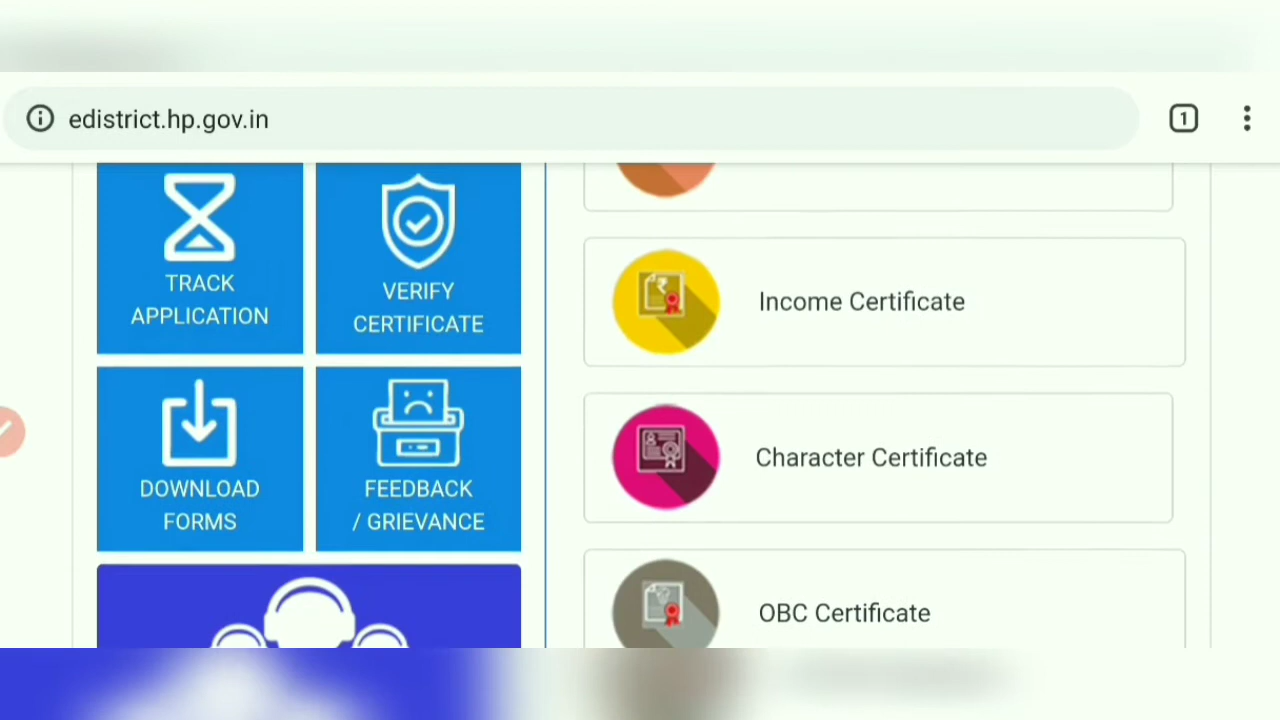 edistrict.hp.gov.in
1
TRACK
APPLICATION
VERIFY
CERTIFICATE
DOWNLOAD
FORMS
FEEDBACK
/ GRIEVANCE
Income Certificate
Character Certificate
OBC Certificate